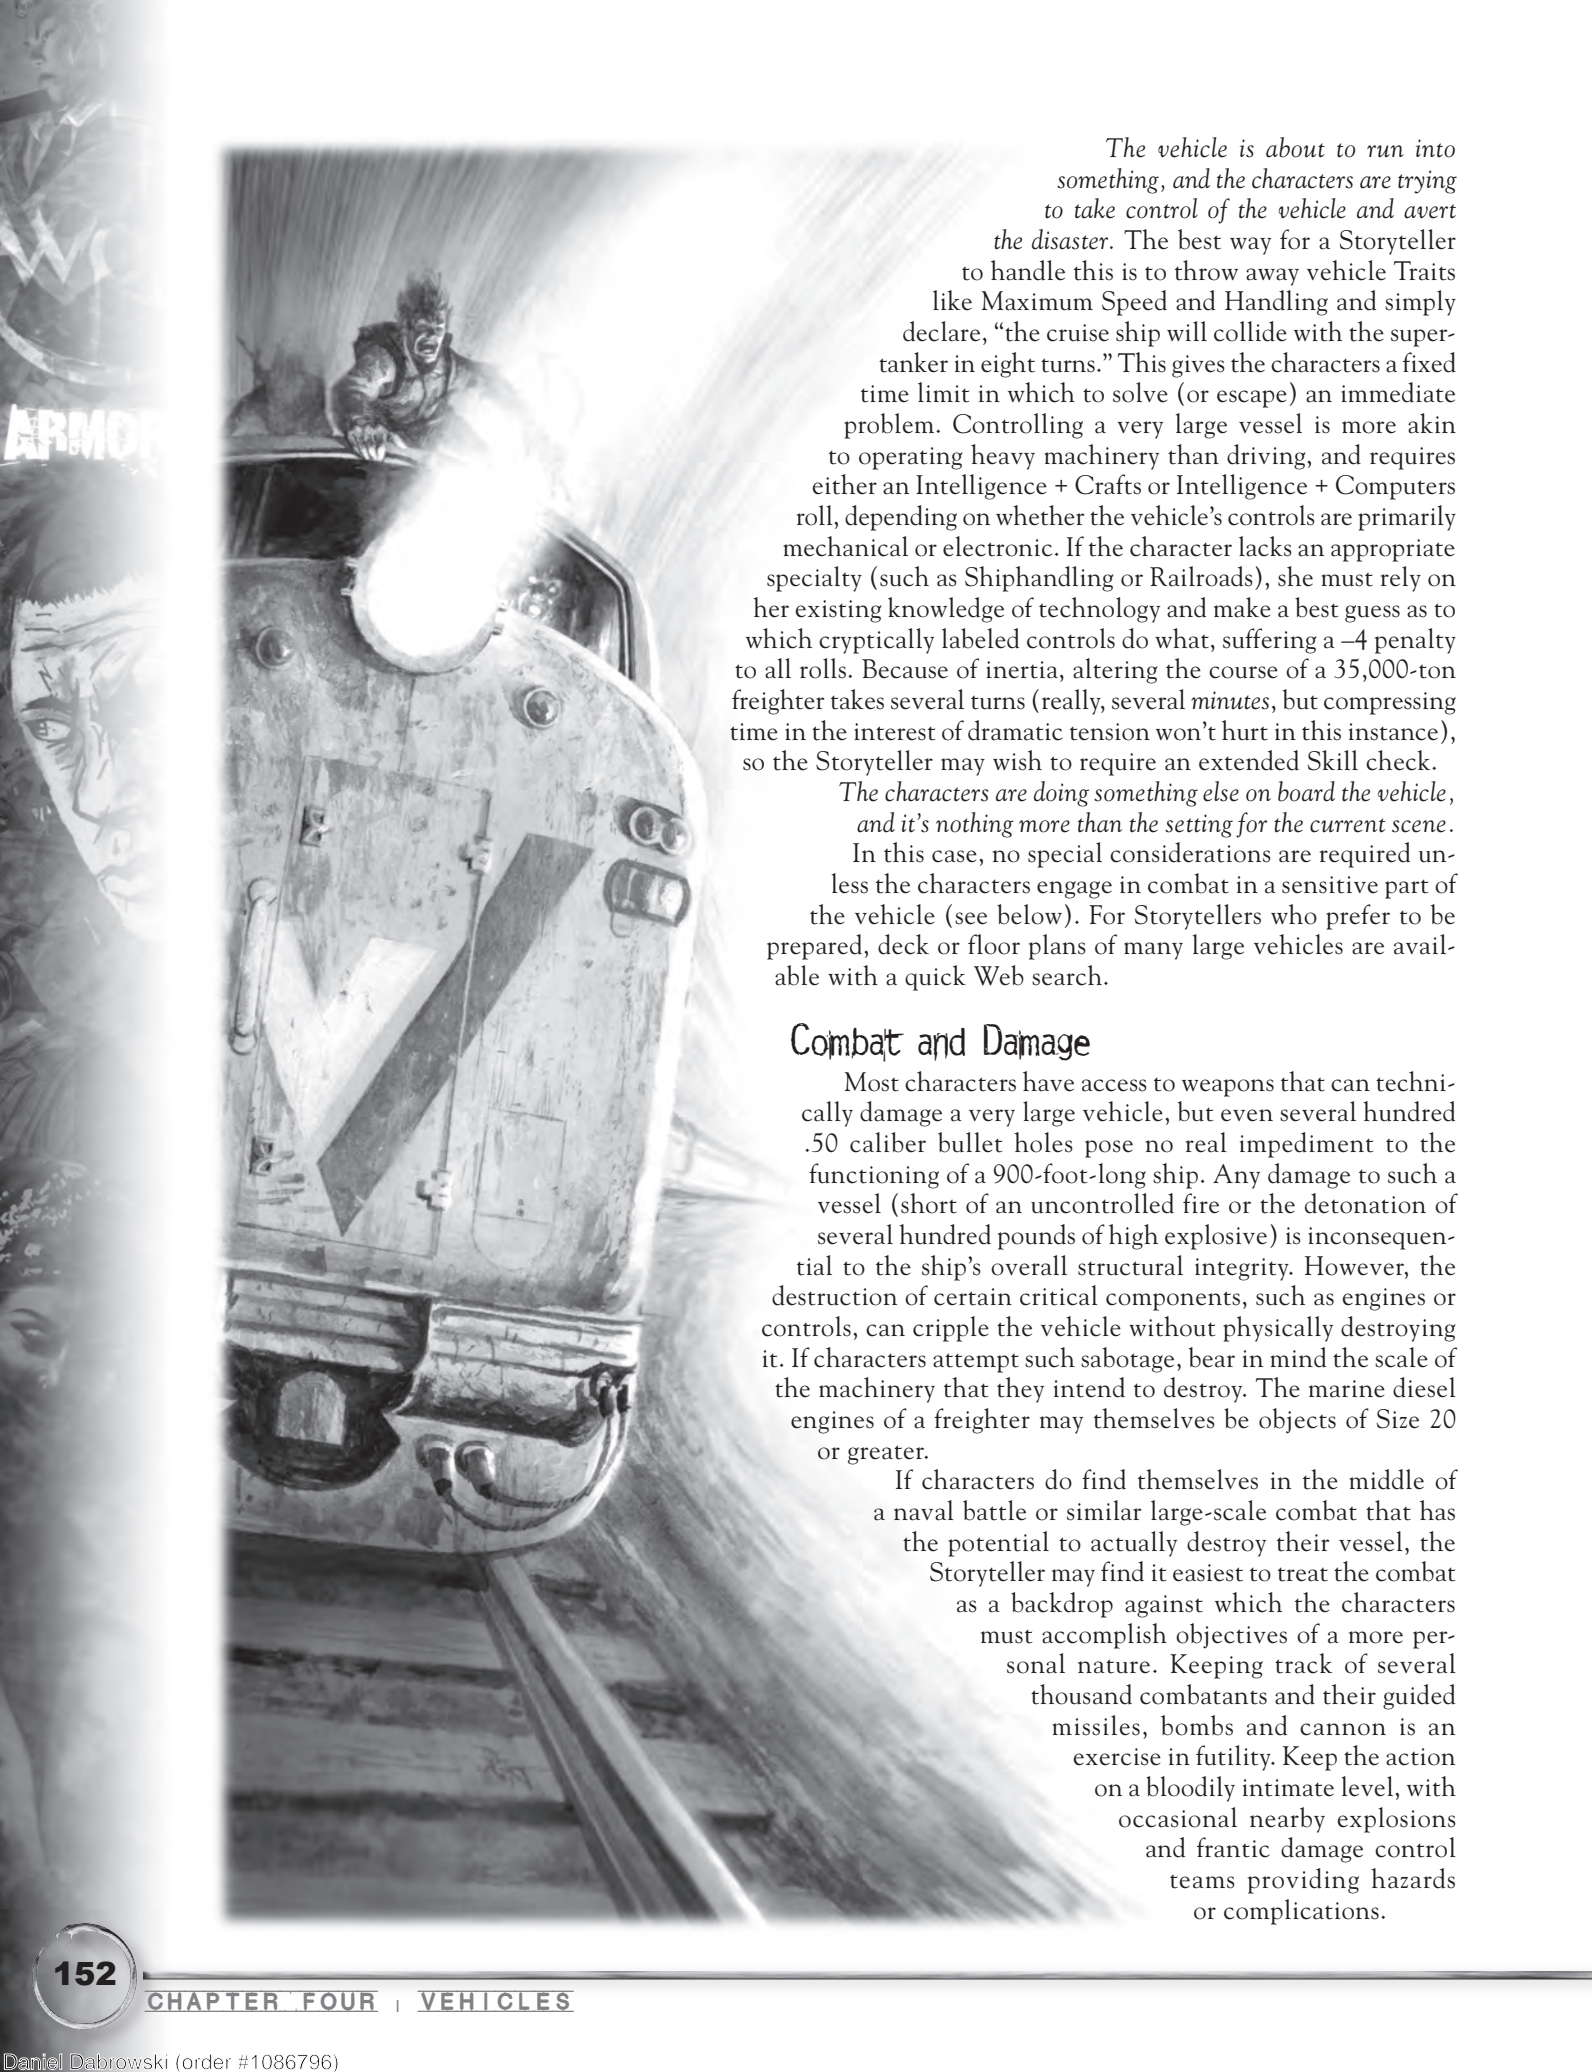 The vehicle is about to run into
something, and the characters are trying
to take control of the vehicle and avert
the disaster. The best way for a Storyteller
to handle this is to throw away vehicle Traits
like Maximum Speed and Handling and simply
declare, “the cruise ship will collide with the super-
tanker in eight turns.” This gives the characters a fixed
time limit in which to solve (or escape) an immediate
problem. Controlling a very large vessel is more akin
to operating heavy machinery than driving, and requires
either an Intelligence + Crafts or Intelligence + Computers
roll, depending on whether the vehicle’s controls are primarily
mechanical or electronic. If the character lacks an appropriate
specialty (such as Shiphandling or Railroads), she must rely on
her existing knowledge of technology and make a best guess as to
which cryptically labeled controls do what, suffering a –4 penalty
to all rolls. Because of inertia, altering the course of a 35,000-ton
freighter takes several turns (really, several minutes, but compressing
time in the interest of dramatic tension won’t hurt in this instance),
so the Storyteller may wish to require an extended Skill check.
The characters are doing something else on board the vehicle,
and it’s nothing more than the setting for the current scene.
In this case, no special considerations are required un-
less the characters engage in combat in a sensitive part of
the vehicle (see below). For Storytellers who prefer to be
prepared, deck or floor plans of many large vehicles are avail-
able with a quick Web search.
Combat and Damage
Most characters have access to weapons that can techni-
cally damage a very large vehicle, but even several hundred
.50 caliber bullet holes pose no real impediment to the
functioning of a 900-foot-long ship. Any damage to such a
vessel (short of an uncontrolled fire or the detonation of
several hundred pounds of high explosive) is inconsequen-
tial to the ship’s overall structural integrity. However, the
destruction of certain critical components, such as engines or
controls, can cripple the vehicle without physically destroying
it. If characters attempt such sabotage, bear in mind the scale of
the machinery that they intend to destroy. The marine diesel
engines of a freighter may themselves be objects of Size 20
or greater.
If characters do find themselves in the middle of
a naval battle or similar large-scale combat that has
the potential to actually destroy their vessel, the
Storyteller may find it easiest to treat the combat
as a backdrop against which the characters
must accomplish objectives of a more per-
sonal nature. Keeping track of several
thousand combatants and their guided
missiles, bombs and cannon is an
exercise in futility. Keep the action
on a bloodily intimate level, with
occasional nearby explosions
and frantic damage control
teams providing hazards
or complications.
ARMOR
152
CHAPTER FOUR | VEHICLES
Daniel Dabrowski (order #1086796)